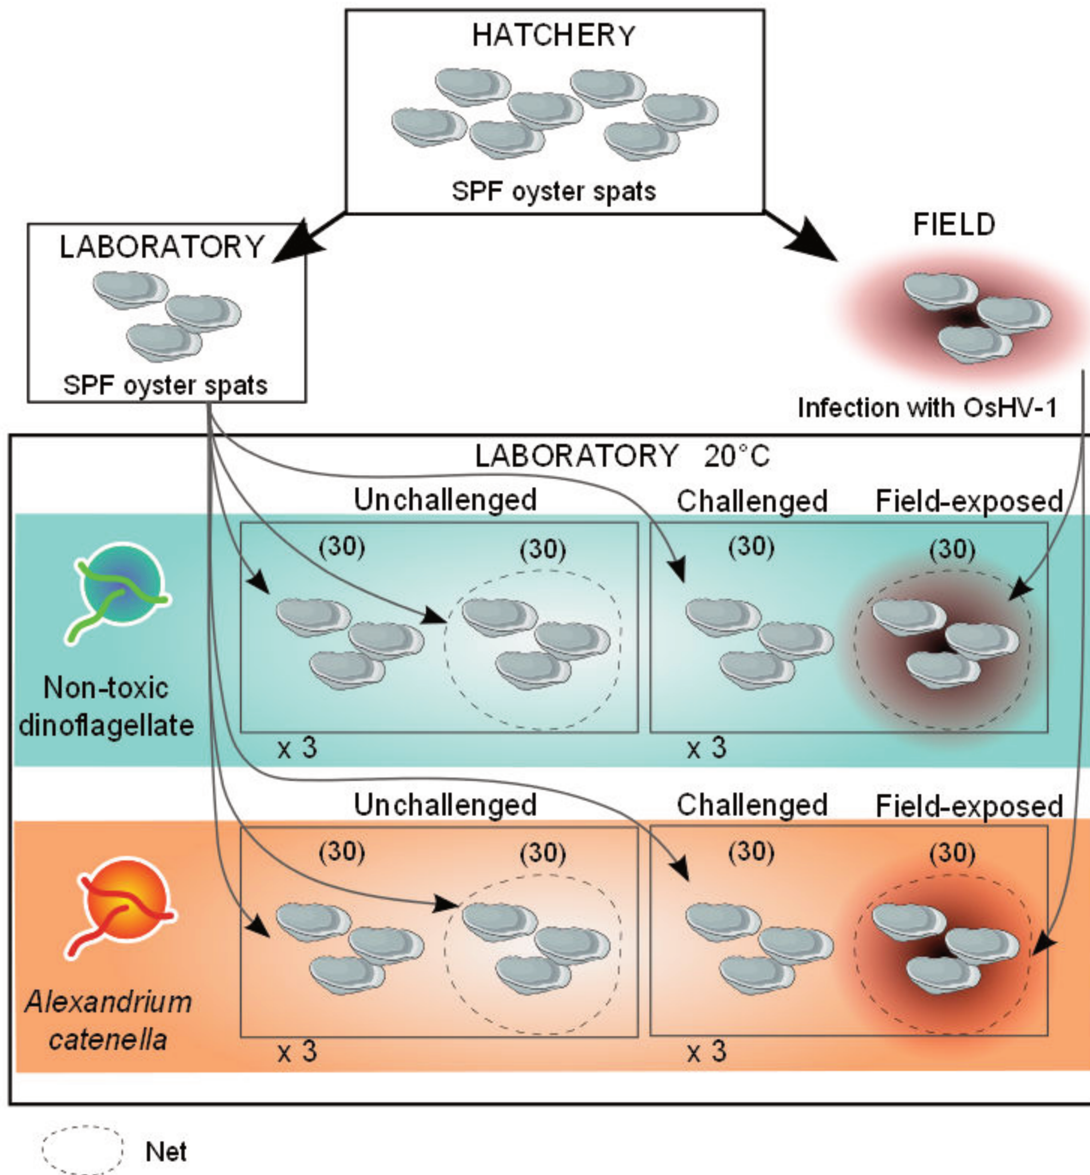 HATCHERY
SPF oyster spats
LABORATORY
SPF oyster spats
FIELD
Infection with OsHV-1
LABORATORY 20°C
Unchallenged
Challenged
Field-exposed
(30)
(30)
(30)
(30)
Non-toxic
dinoflagellate
x 3
x 3
Unchallenged
Challenged
Field-exposed
(30)
(30)
(30)
(30)
Alexandrium
catenella
x 3
x 3
Net